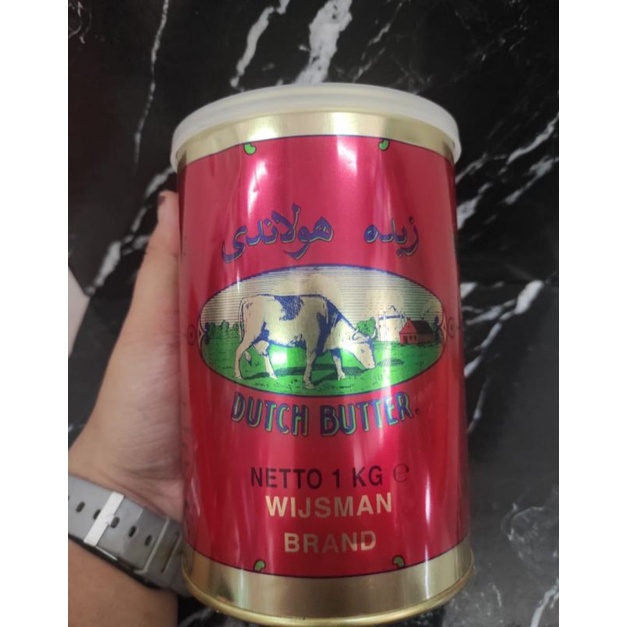 زبده هولاندى
DUTCH BUTTER
NETTO 1 KG ℮
WIJSMAN
BRAND